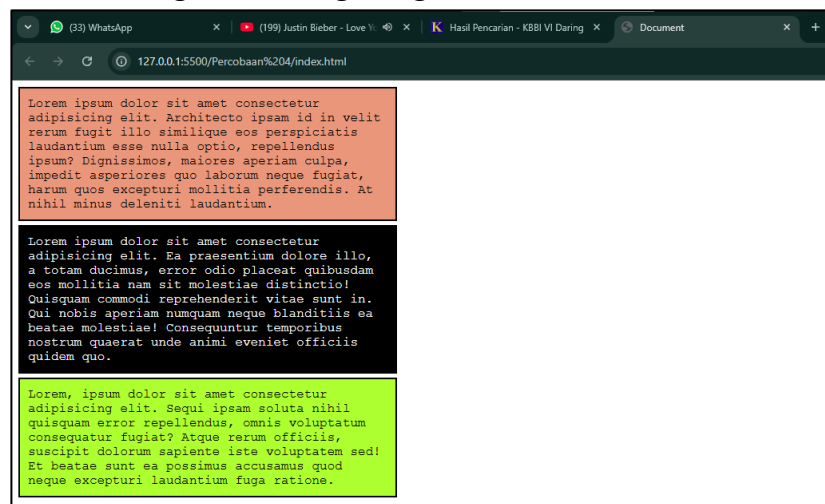 (33) WhatsApp
(199) Justin Bieber - Love Yo
Hasil Pencarian - KBBI VI Daring
Document
127.0.0.1:5500/Percobaan%204/index.html
Lorem ipsum dolor sit amet consectetur
adipisicing elit. Architecto ipsam id in velit
rerum fugit illo similique eos perspiciatis
laudantium esse nulla optio, repellendus
ipsum? Dignissimos, maiores aperiam culpa,
impedit asperiores quo laborum neque fugiat,
harum quos excepturi mollitia perferendis. At
nihil minus deleniti laudantium.
Lorem ipsum dolor sit amet consectetur
adipisicing elit. Ea praesentium dolore illo,
a totam ducimus, error odio placeat quibusdam
eos mollitia nam sit molestiae distinctio!
Quisquam commodi reprehenderit vitae sunt in.
Qui nobis aperiam numquam neque blanditiis ea
beatae molestiae! Consequuntur temporibus
nostrum quaerat unde animi eveniet officiis
quidem quo.
Lorem, ipsum dolor sit amet consectetur
adipisicing elit. Sequi ipsam soluta nihil
quisquam error repellendus, omnis voluptatum
consequatur fugiat? Atque rerum officiis,
suscipit dolorum sapiente iste voluptatem sed!
Et beatae sunt ea possimus accusamus quod
neque excepturi laudantium fuga ratione.